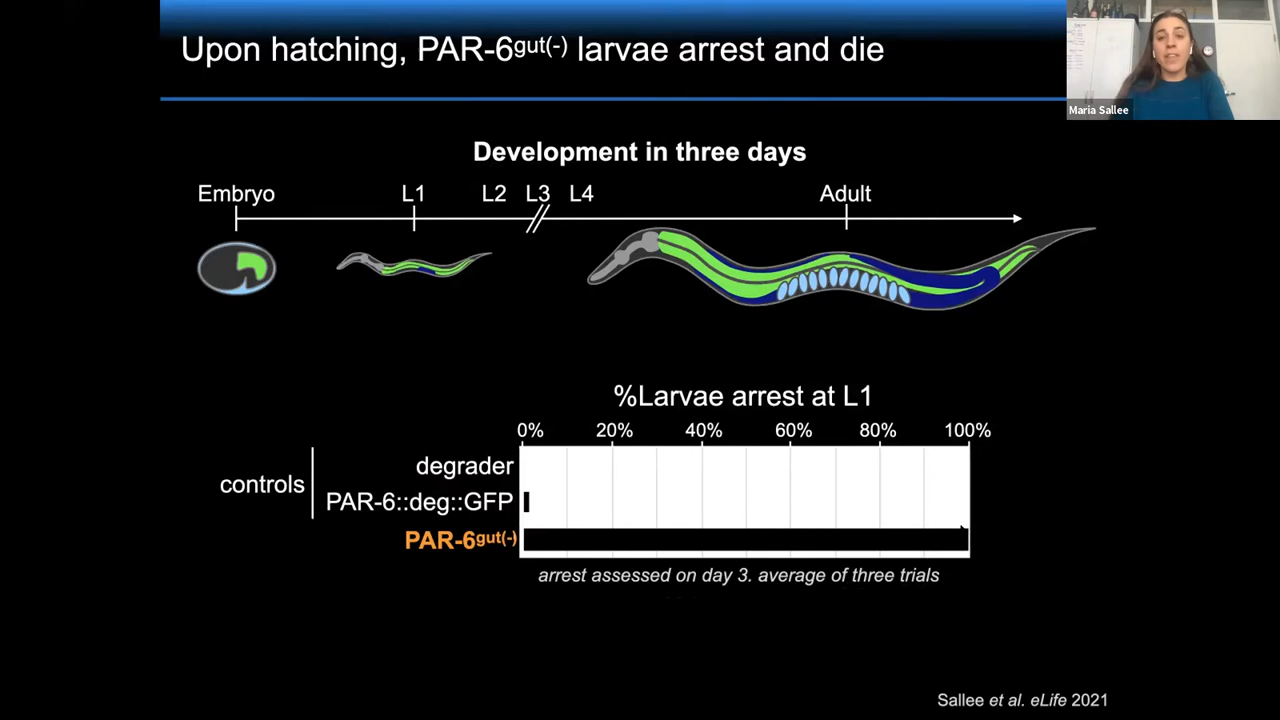 Upon hatching, PAR-6gut(-) larvae arrest and die
Maria Sallee
Development in three days
Embryo L1 L2 L3 L4 Adult
%Larvae arrest at L1
0% 20% 40% 60% 80% 100%
controls
degrader
PAR-6::deg::GFP
PAR-6gut(-)
arrest assessed on day 3. average of three trials
Sallee et al. eLife 2021